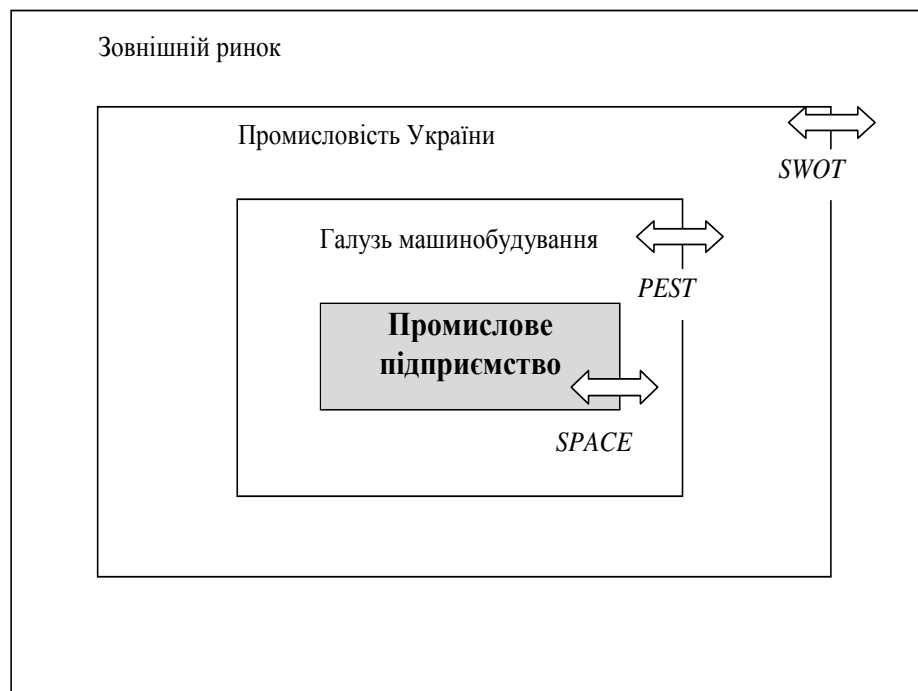 Зовнішній ринок
Промисловість України
SWOT
Галузь машинобудування
PEST
Промислове
підприємство
SPACE